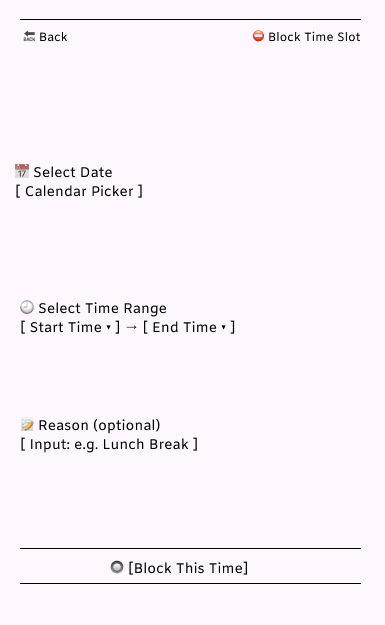 🔙 Back
⛔ Block Time Slot
📅 Select Date
[ Calendar Picker ]
🕘 Select Time Range
[ Start Time ▾ ] → [ End Time ▾ ]
📝 Reason (optional)
[ Input: e.g. Lunch Break ]
🔘 [Block This Time]